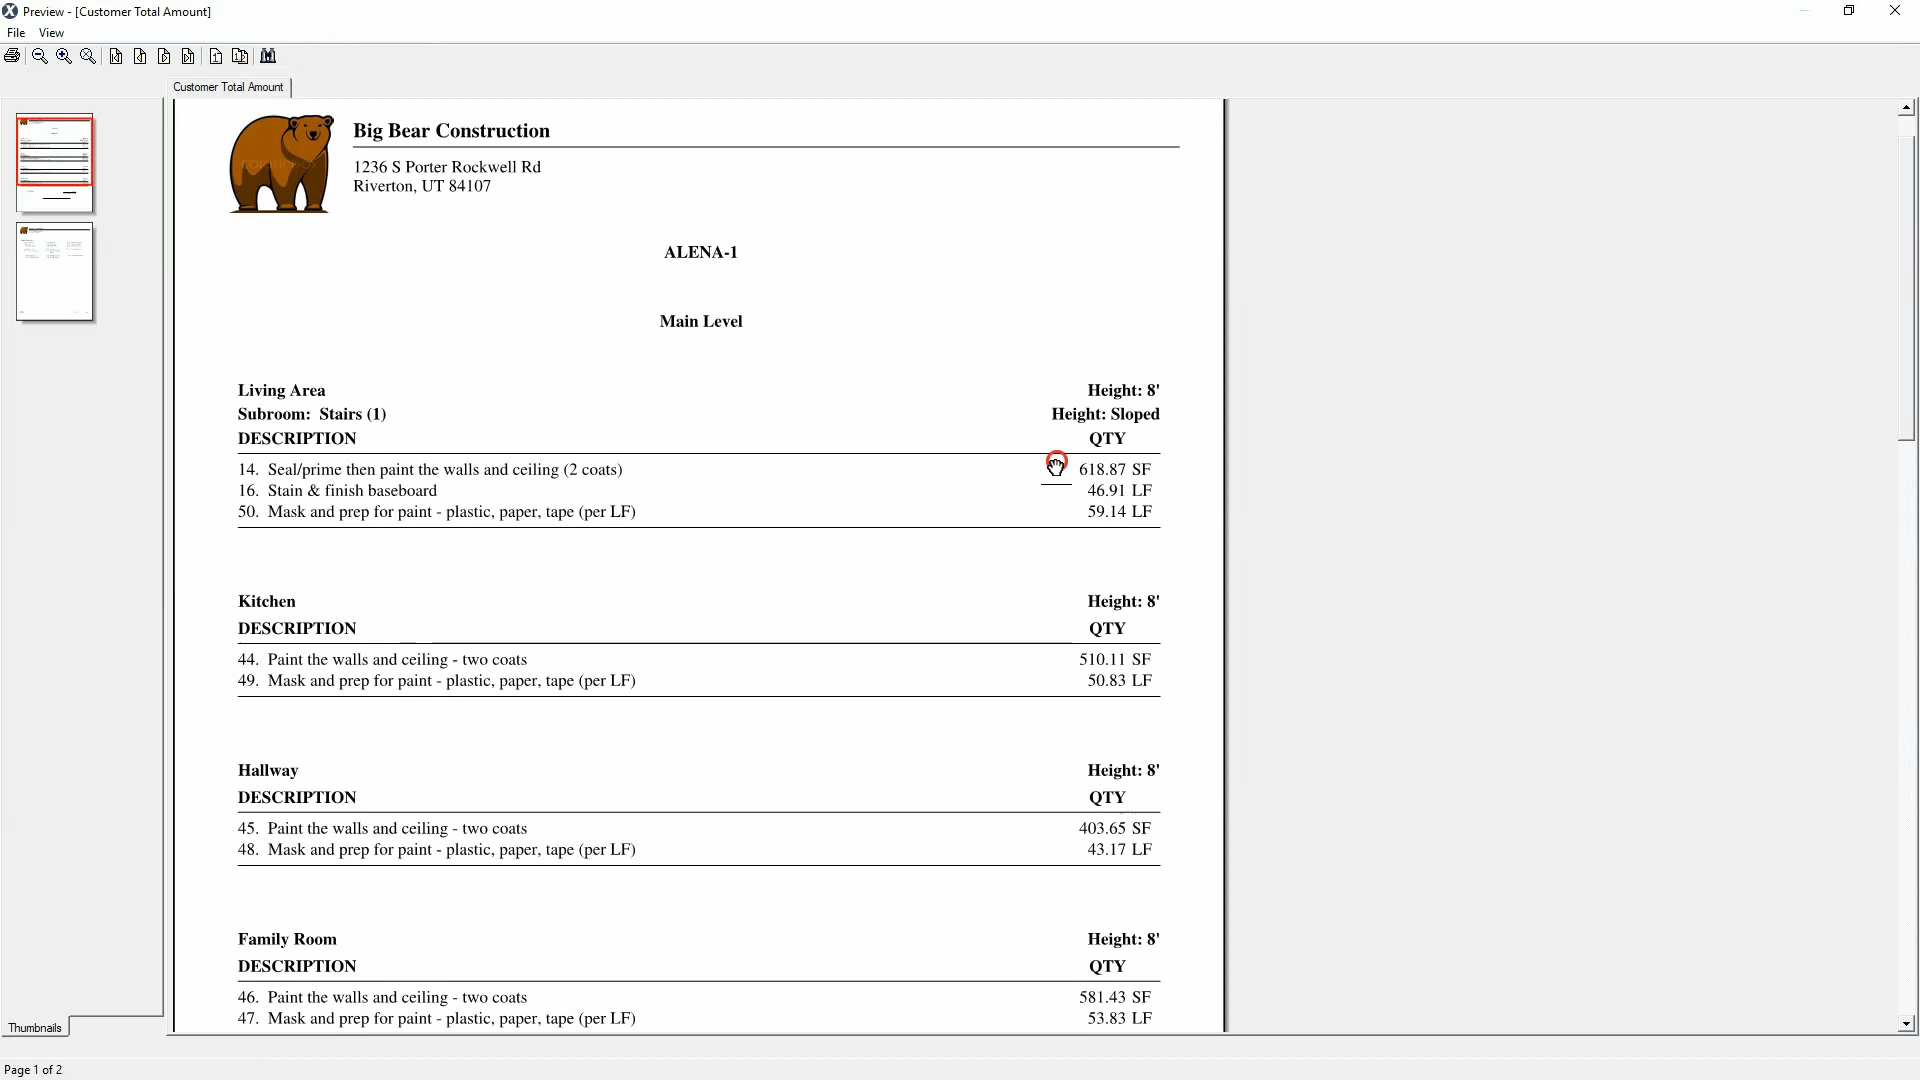 Preview - [Customer Total Amount]
File View
Customer Total Amount
Big Bear Construction
1236 S Porter Rockwell Rd
Riverton, UT 84107
ALENA-1
Main Level
Living Area Height: 8'
Subroom: Stairs (1) Height: Sloped
DESCRIPTION QTY
14. Seal/prime then paint the walls and ceiling (2 coats) 618.87 SF
16. Stain & finish baseboard 46.91 LF
50. Mask and prep for paint - plastic, paper, tape (per LF) 59.14 LF
Kitchen Height: 8'
DESCRIPTION QTY
44. Paint the walls and ceiling - two coats 510.11 SF
49. Mask and prep for paint - plastic, paper, tape (per LF) 50.83 LF
Hallway Height: 8'
DESCRIPTION QTY
45. Paint the walls and ceiling - two coats 403.65 SF
48. Mask and prep for paint - plastic, paper, tape (per LF) 43.17 LF
Family Room Height: 8'
DESCRIPTION QTY
46. Paint the walls and ceiling - two coats 581.43 SF
47. Mask and prep for paint - plastic, paper, tape (per LF) 53.83 LF
Thumbnails
Page 1 of 2